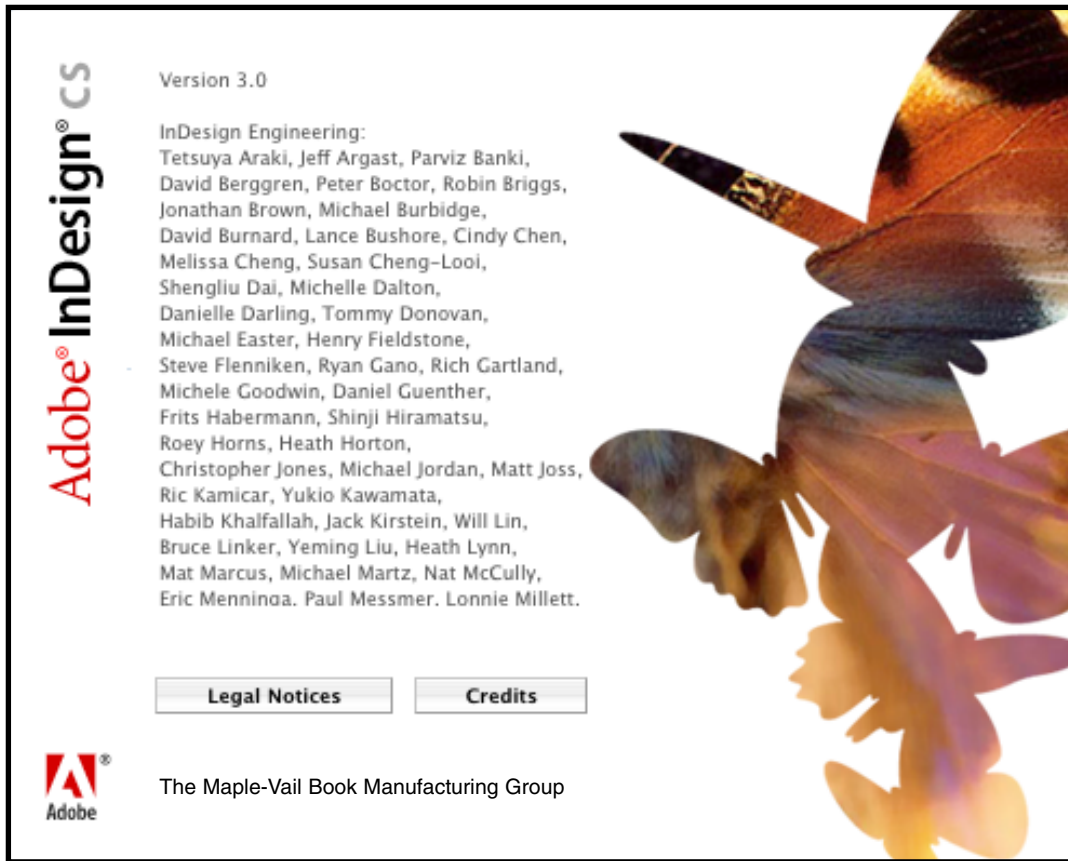 Adobe® InDesign® CS
Version 3.0
InDesign Engineering:
Tetsuya Araki, Jeff Argast, Parviz Banki,
David Berggren, Peter Boctor, Robin Briggs,
Jonathan Brown, Michael Burbidge,
David Burnard, Lance Bushore, Cindy Chen,
Melissa Cheng, Susan Cheng-Looi,
Shengliu Dai, Michelle Dalton,
Danielle Darling, Tommy Donovan,
Michael Easter, Henry Fieldstone,
Steve Flenniken, Ryan Gano, Rich Gartland,
Michele Goodwin, Daniel Guenther,
Frits Habermann, Shinji Hiramatsu,
Roey Horns, Heath Horton,
Christopher Jones, Michael Jordan, Matt Joss,
Ric Kamicar, Yukio Kawamata,
Habib Khalfallah, Jack Kirstein, Will Lin,
Bruce Linker, Yeming Liu, Heath Lynn,
Mat Marcus, Michael Martz, Nat McCully,
Eric Menninga, Paul Messmer, Lonnie Millett,
Legal Notices Credits
®
Adobe
The Maple-Vail Book Manufacturing Group